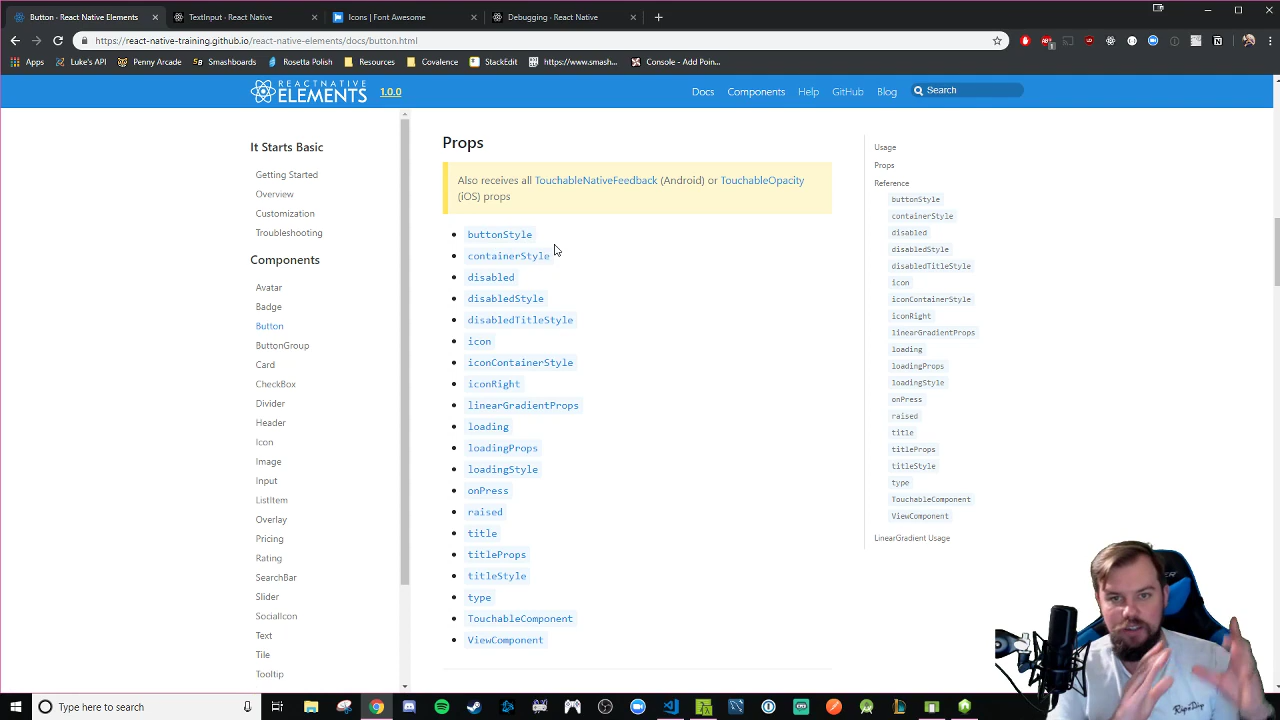 Button - React Native Elements
TextInput · React Native
Icons | Font Awesome
Debugging · React Native
https://react-native-training.github.io/react-native-elements/docs/button.html
Apps
Luke's API
Penny Arcade
Smashboards
Rosetta Polish
Resources
Covalence
StackEdit
https://www.smash...
Console - Add Poin...
REACT NATIVE
ELEMENTS
1.0.0
Docs
Components
Help
GitHub
Blog
Search
It Starts Basic
Getting Started
Overview
Customization
Troubleshooting
Components
Avatar
Badge
Button
ButtonGroup
Card
CheckBox
Divider
Header
Icon
Image
Input
ListItem
Overlay
Pricing
Rating
SearchBar
Slider
SocialIcon
Text
Tile
Tooltip
Props
Also receives all TouchableNativeFeedback (Android) or TouchableOpacity
(iOS) props
buttonStyle
containerStyle
disabled
disabledStyle
disabledTitleStyle
icon
iconContainerStyle
iconRight
linearGradientProps
loading
loadingProps
loadingStyle
onPress
raised
title
titleProps
titleStyle
type
TouchableComponent
ViewComponent
Usage
Props
Reference
buttonStyle
containerStyle
disabled
disabledStyle
disabledTitleStyle
icon
iconContainerStyle
iconRight
linearGradientProps
loading
loadingProps
loadingStyle
onPress
raised
title
titleProps
titleStyle
type
TouchableComponent
ViewComponent
LinearGradient Usage
Type here to search